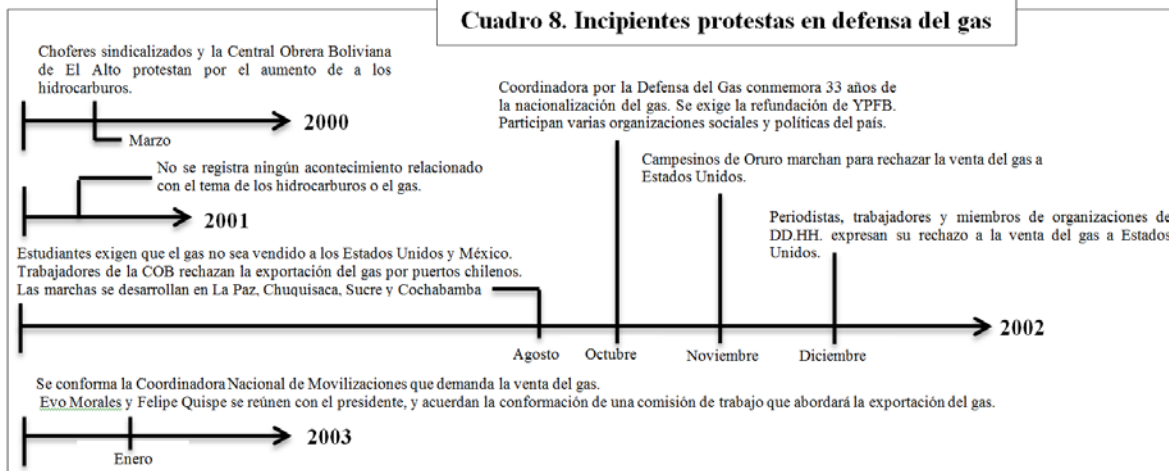 Cuadro 8. Incipientes protestas en defensa del gas
Choferes sindicalizados y la Central Obrera Boliviana
de El Alto protestan por el aumento de a los
hidrocarburos.
2000
Marzo
No se registra ningún acontecimiento relacionado
con el tema de los hidrocarburos o el gas.
2001
Estudiantes exigen que el gas no sea vendido a los Estados Unidos y México.
Trabajadores de la COB rechazan la exportación del gas por puertos chilenos.
Las marchas se desarrollan en La Paz, Chuquisaca, Sucre y Cochabamba
Coordinadora por la Defensa del Gas conmemora 33 años de
la nacionalización del gas. Se exige la refundación de YPFB.
Participan varias organizaciones sociales y políticas del país.
Campesinos de Oruro marchan para rechazar la venta del gas a
Estados Unidos.
Periodistas, trabajadores y miembros de organizaciones de
DD.HH. expresan su rechazo a la venta del gas a Estados
Unidos.
2002
Agosto
Octubre
Noviembre
Diciembre
Se conforma la Coordinadora Nacional de Movilizaciones que demanda la venta del gas.
Evo Morales y Felipe Quispe se reúnen con el presidente, y acuerdan la conformación de una comisión de trabajo que abordará la exportación del gas.
2003
Enero